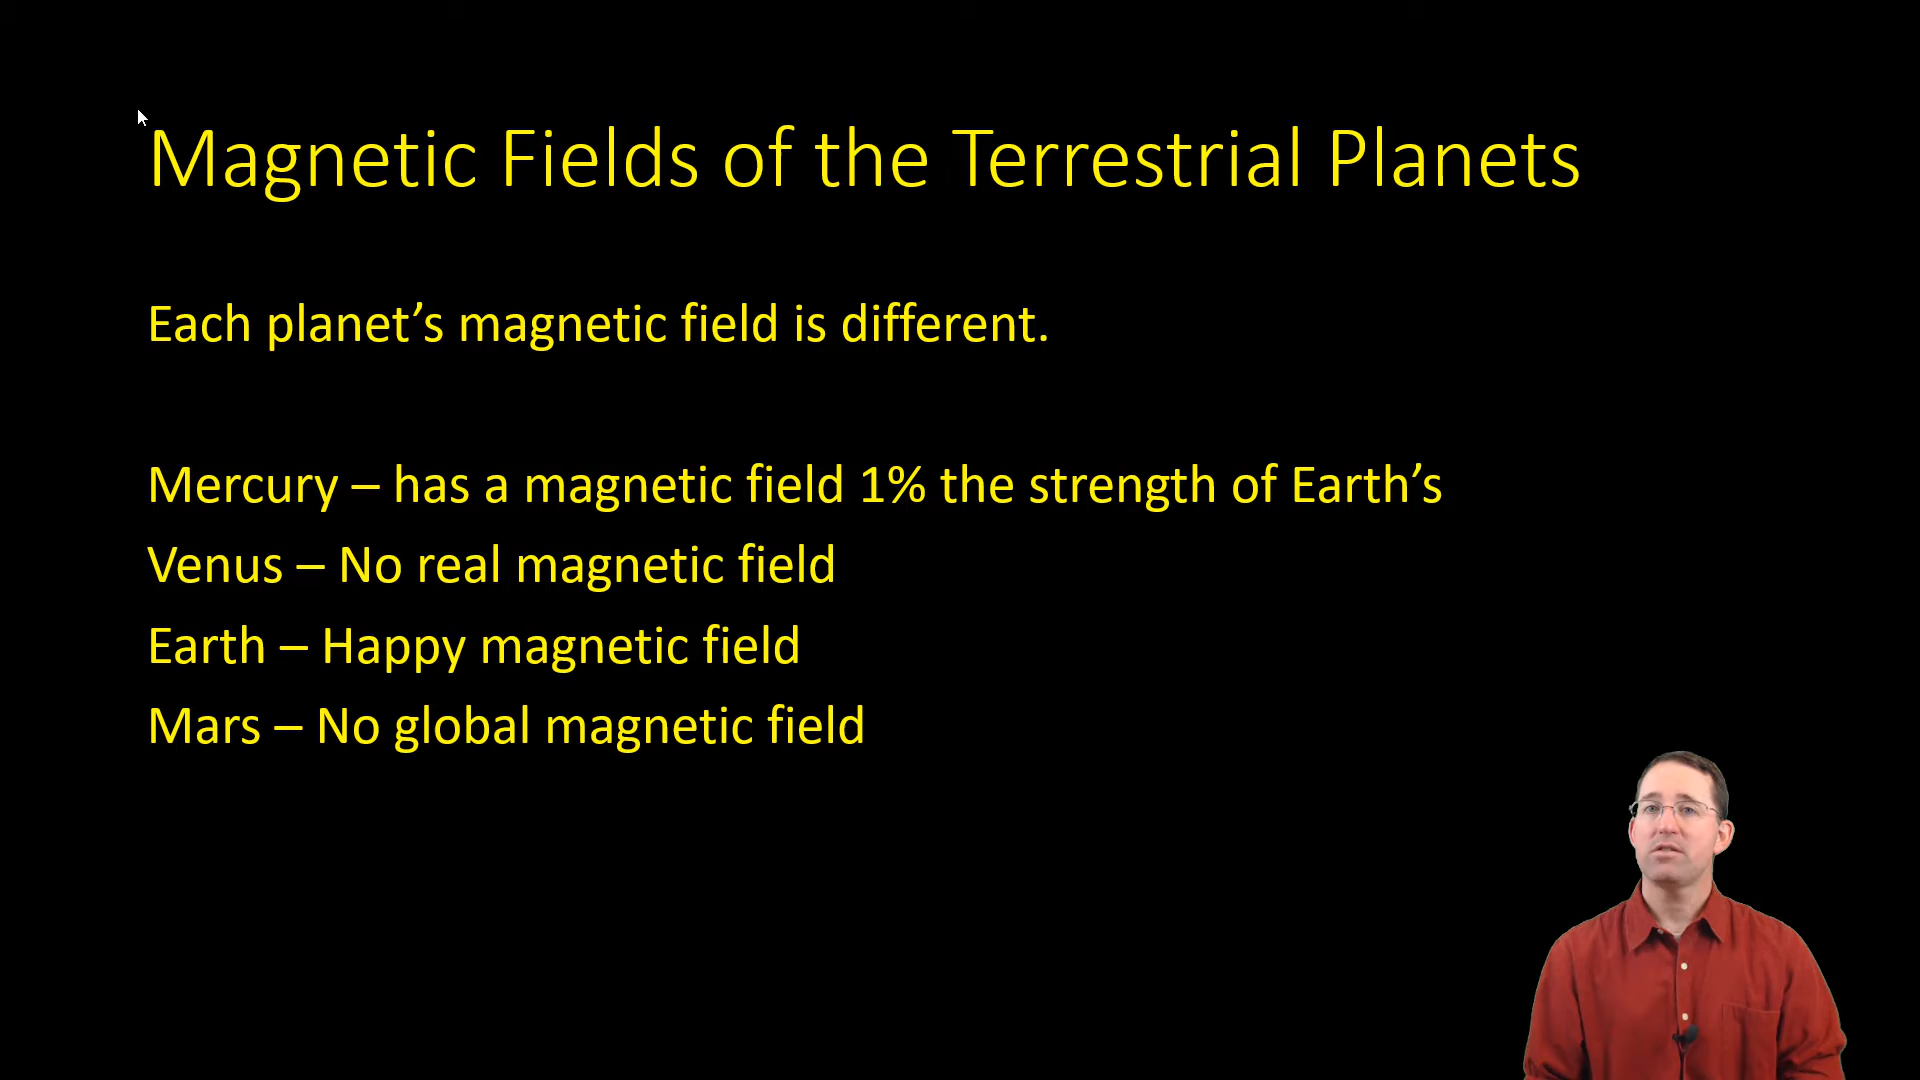 Magnetic Fields of the Terrestrial Planets
Each planet’s magnetic field is different.
Mercury – has a magnetic field 1% the strength of Earth’s
Venus – No real magnetic field
Earth – Happy magnetic field
Mars – No global magnetic field